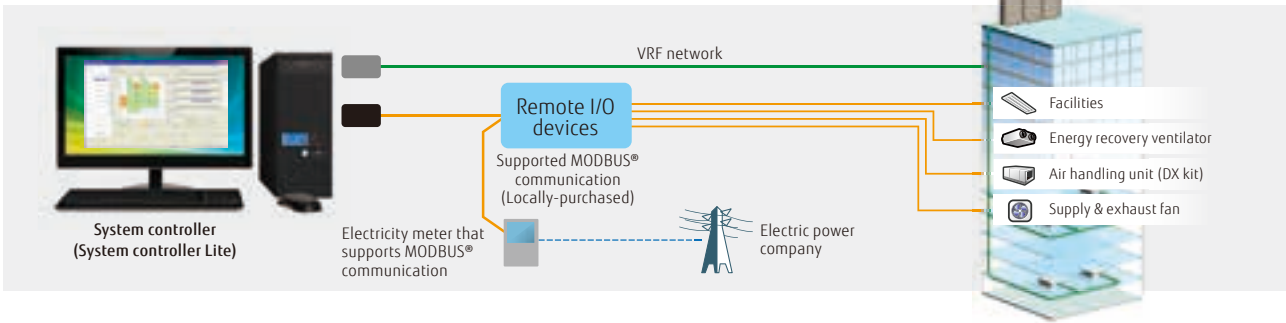 VRF network
Remote I/O
devices
Supported MODBUS®
communication
(Locally-purchased)
System controller
(System controller Lite)
Electricity meter that
supports MODBUS®
communication
Electric power
company
Facilities
Energy recovery ventilator
Air handling unit (DX kit)
Supply & exhaust fan